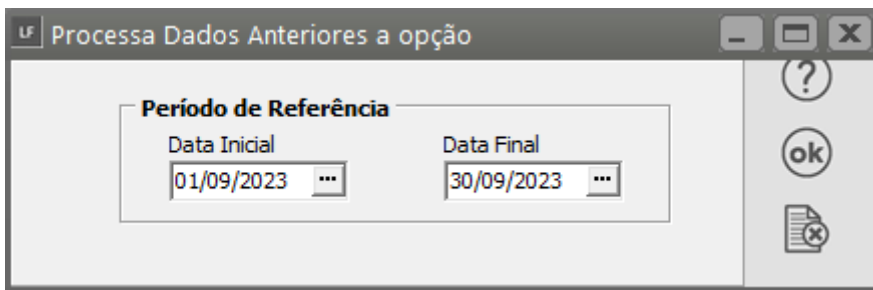 LF Processa Dados Anteriores a opção
Período de Referência
Data Inicial Data Final
01/09/2023 ... 30/09/2023 ...
?
ok